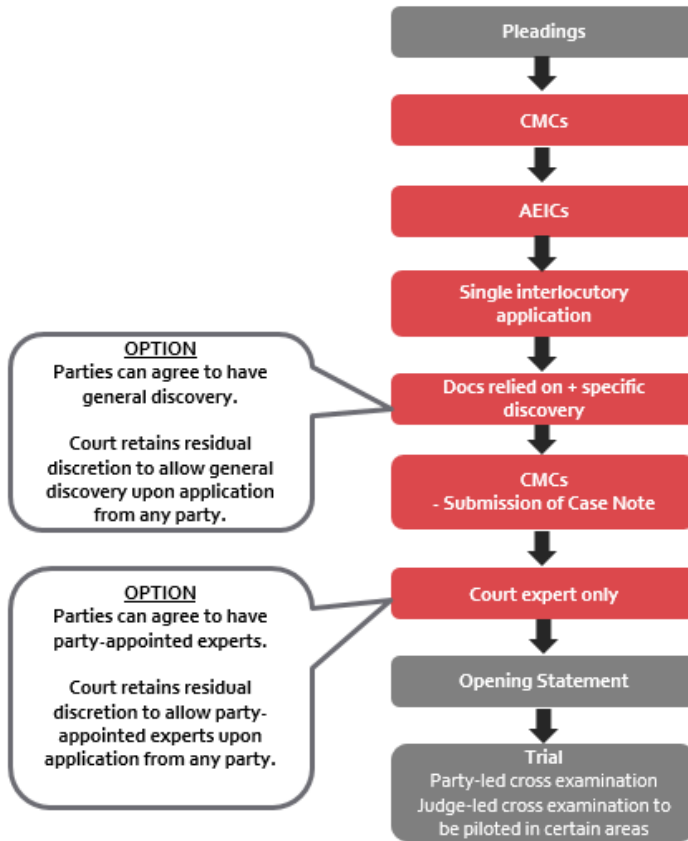 Pleadings
CMCs
AEICs
Single interlocutory
application
OPTION
Parties can agree to have
general discovery.
Court retains residual
discretion to allow general
discovery upon application
from any party.
Docs relied on + specific
discovery
CMCs
- Submission of Case Note
OPTION
Parties can agree to have
party-appointed experts.
Court retains residual
discretion to allow party-
appointed experts upon
application from any party.
Court expert only
Opening Statement
Trial
Party-led cross examination
Judge-led cross examination to
be piloted in certain areas